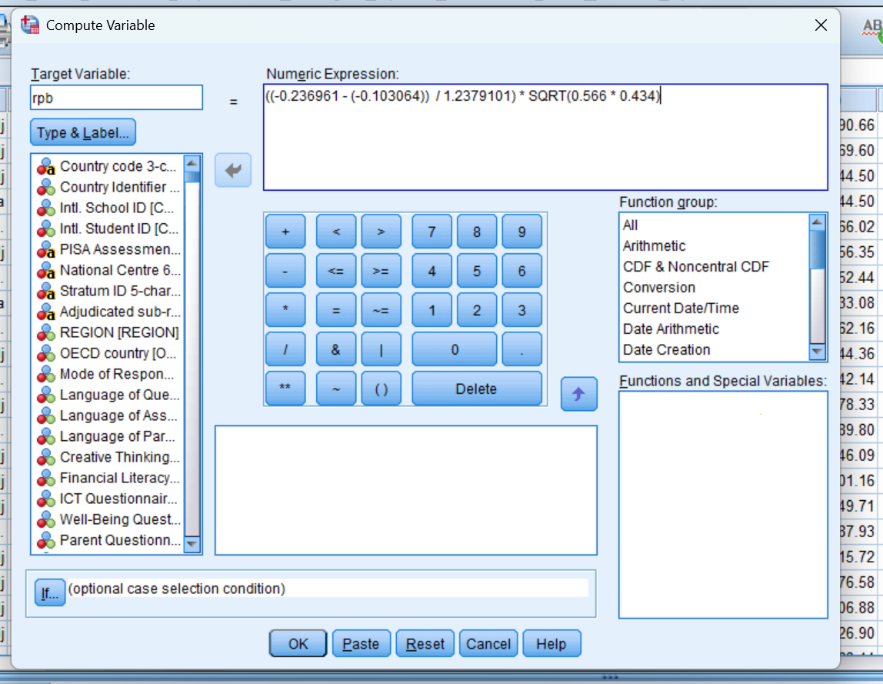 Compute Variable
AB
Target Variable:
Numeric Expression:
rpb
=
((-0.236961 - (-0.103064)) / 1.2379101) * SQRT(0.566 * 0.434)
Type & Label...
Country code 3-c...
Country Identifier ...
Intl. School ID [C...
Intl. Student ID [C...
PISA Assessmen...
National Centre 6...
Stratum ID 5-char...
Adjudicated sub-r...
REGION [REGION]
OECD country [O...
Mode of Respon...
Language of Que...
Language of Ass...
Language of Par...
Creative Thinking...
Financial Literacy...
ICT Questionnair...
Well-Being Quest...
Parent Questionn...
+ < > 7 8 9
- <= >= 4 5 6
* = ~= 1 2 3
/ & | 0 .
** ~ ( ) Delete
Function group:
All
Arithmetic
CDF & Noncentral CDF
Conversion
Current Date/Time
Date Arithmetic
Date Creation
Functions and Special Variables:
If... (optional case selection condition)
OK Paste Reset Cancel Help
90.66
69.60
44.50
44.50
66.02
56.35
52.44
33.08
62.16
44.36
42.14
78.33
39.80
46.09
01.16
49.71
37.93
15.72
76.58
06.88
26.90